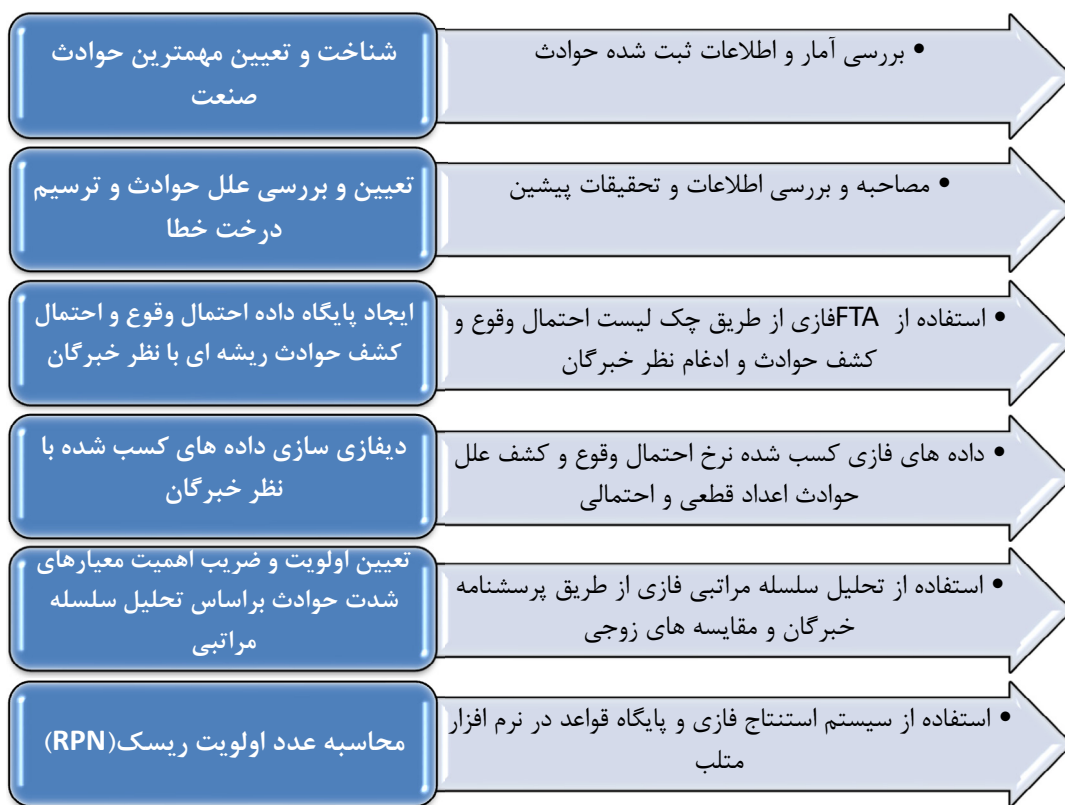 شناخت و تعیین مهمترین حوادث
صنعت
• بررسی آمار و اطلاعات ثبت شده حوادث
تعیین و بررسی علل حوادث و ترسیم
درخت خطا
• مصاحبه و بررسی اطلاعات و تحقیقات پیشین
ایجاد پایگاه داده احتمال وقوع و احتمال
کشف حوادث ریشه ای با نظر خبرگان
• استفاده از FTAفازی از طریق چک لیست احتمال وقوع و
کشف حوادث و ادغام نظر خبرگان
دیفازی سازی داده های کسب شده با
نظر خبرگان
• داده های فازی کسب شده نرخ احتمال وقوع و کشف علل
حوادث اعداد قطعی و احتمالی
تعیین اولویت و ضریب اهمیت معیارهای
شدت حوادث براساس تحلیل سلسله
مراتبی
• استفاده از تحلیل سلسله مراتبی فازی از طریق پرسشنامه
خبرگان و مقایسه های زوجی
محاسبه عدد اولویت ریسک(RPN)
• استفاده از سیستم استنتاج فازی و پایگاه قواعد در نرم افزار
متلب